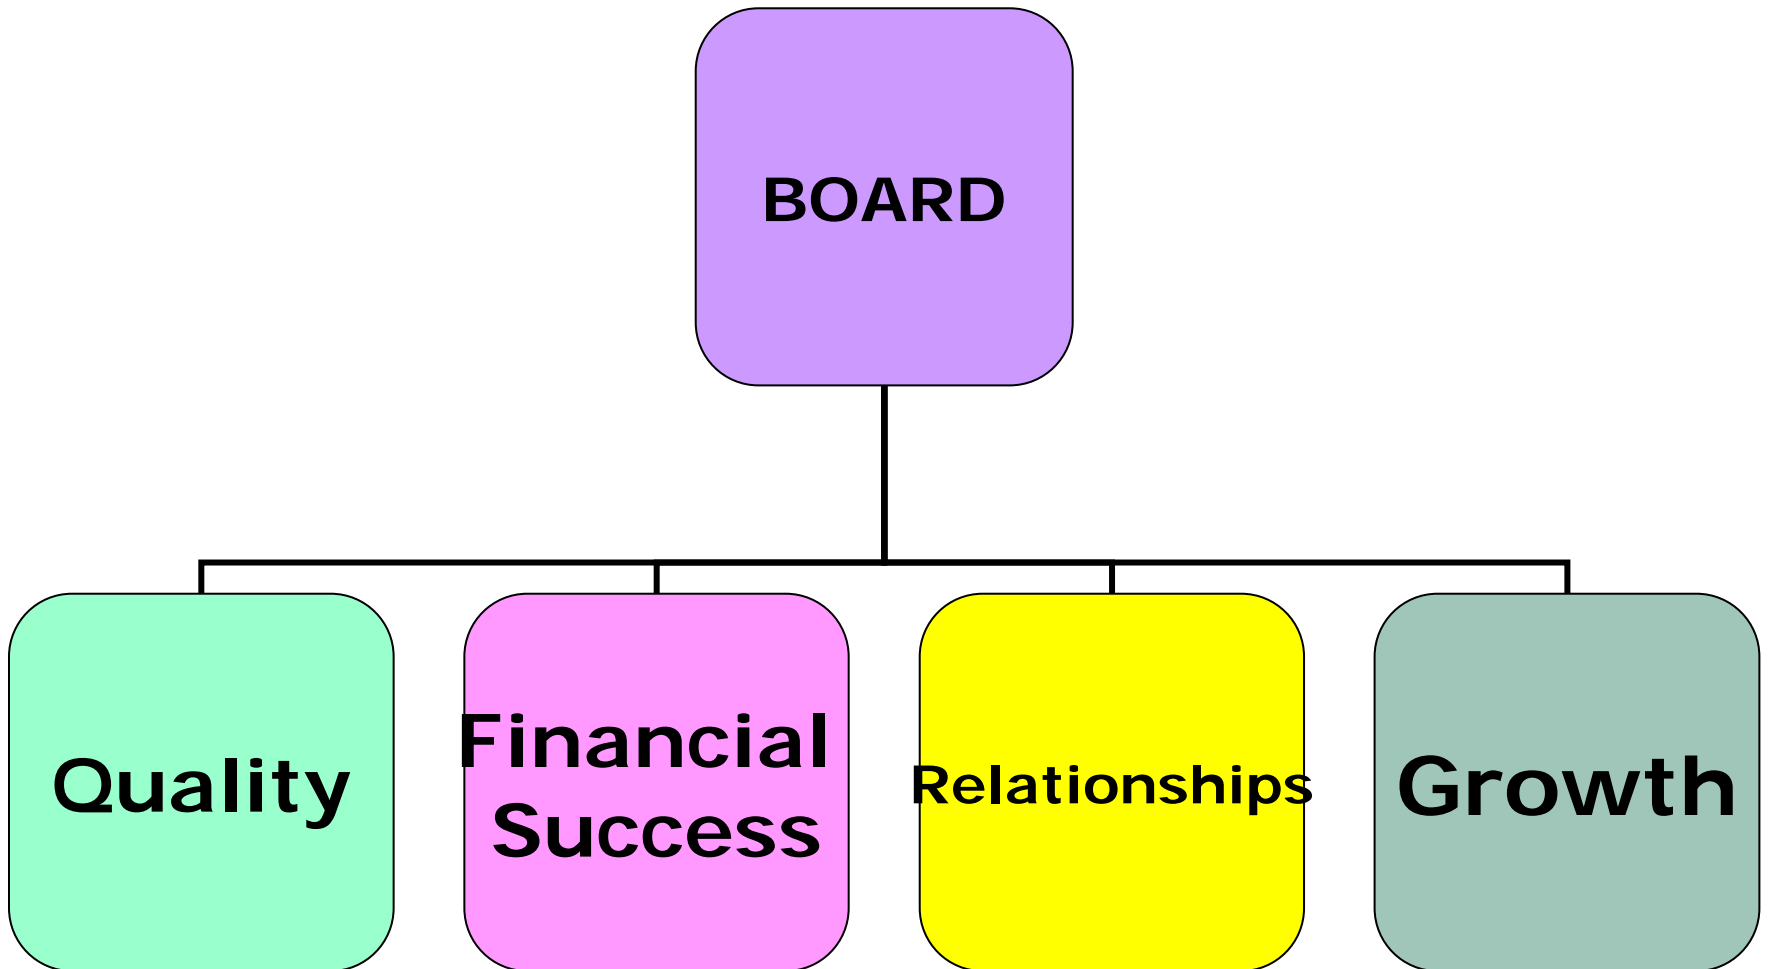 BOARD
Quality
Financial
Success
Relationships
Growth